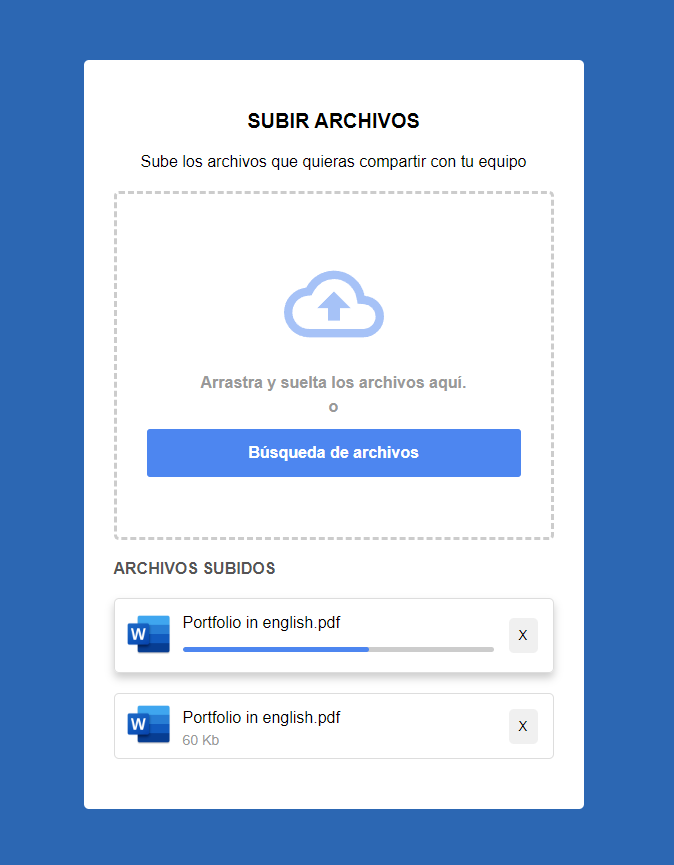 SUBIR ARCHIVOS
Sube los archivos que quieras compartir con tu equipo
Arrastra y suelta los archivos aquí.
o
Búsqueda de archivos
ARCHIVOS SUBIDOS
W
Portfolio in english.pdf
X
W
Portfolio in english.pdf
X
60 Kb